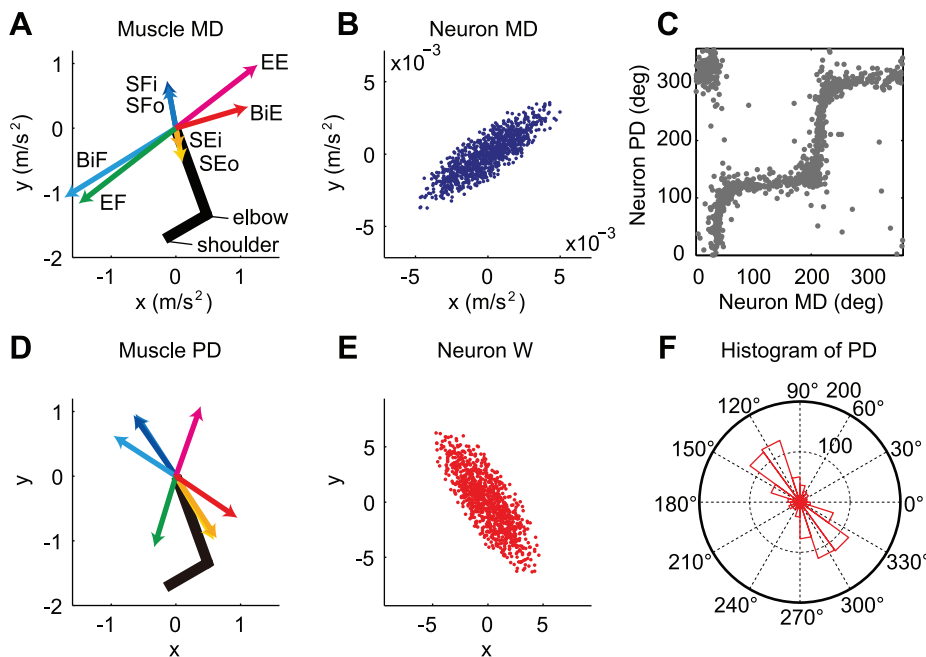 A
Muscle MD
y (m/s²)
1
0
-1
-2
-1
0
1
x (m/s²)
SFi
SFo
EE
BiE
SEi
SEo
BiF
EF
elbow
shoulder
B
Neuron MD
x10⁻³
y (m/s²)
5
0
-5
x10⁻³
-5
0
5
x (m/s²)
C
Neuron PD (deg)
300
200
100
0
0
100
200
300
Neuron MD (deg)
D
Muscle PD
y
1
0
-1
-2
-1
0
1
x
E
Neuron W
y
5
0
-5
-5
0
5
x
F
Histogram of PD
90°
200
120°
60°
100
150°
30°
180°
0°
210°
330°
240°
300°
270°